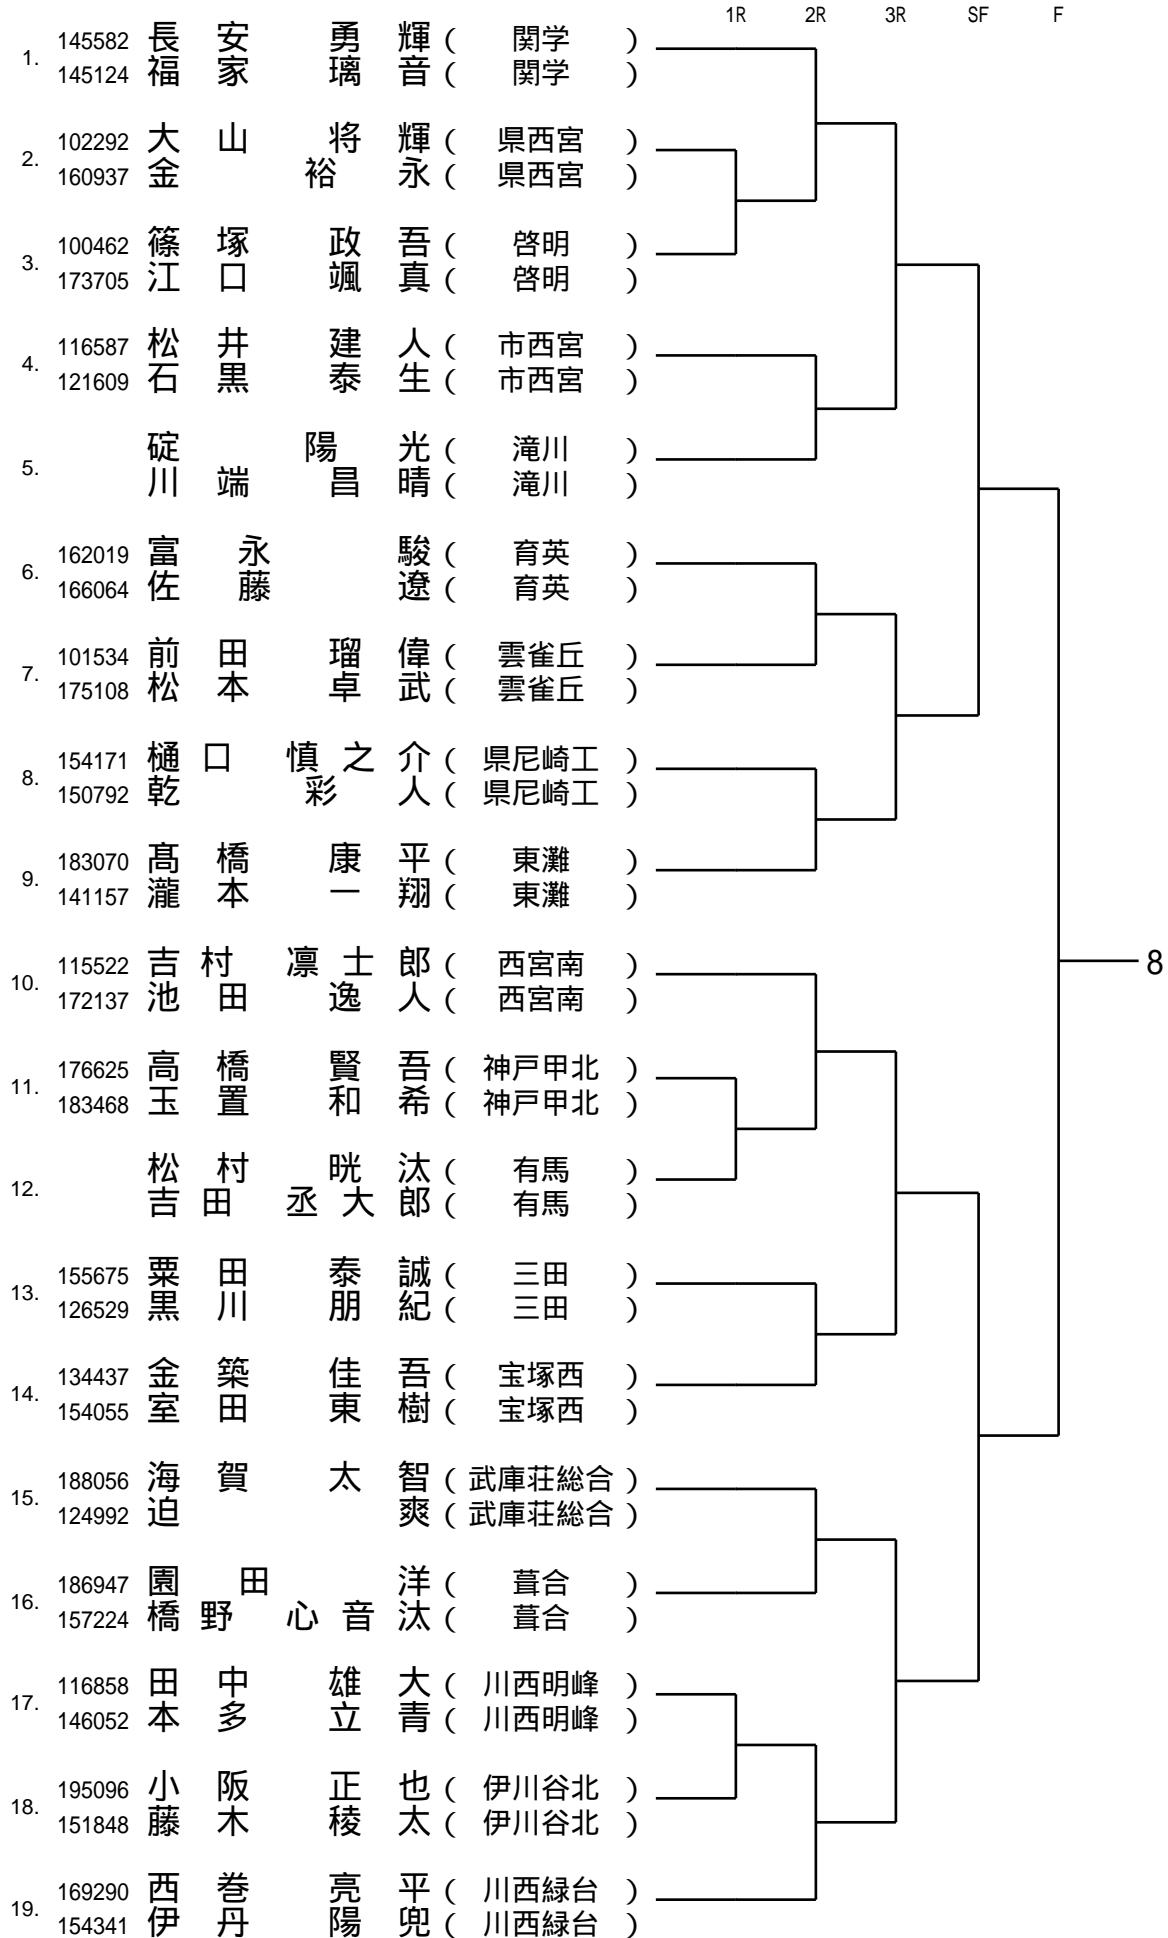 1R 2R 3R SF F
1.
145582 長安 勇輝 ( 関学 )
145124 福家 璃音 ( 関学 )
2.
102292 大山 将輝 ( 県西宮 )
160937 金 裕永 ( 県西宮 )
3.
100462 篠塚 政吾 ( 啓明 )
173705 江口 颯真 ( 啓明 )
4.
116587 松井 建人 ( 市西宮 )
121609 石黒 泰生 ( 市西宮 )
5.
碇 陽光 ( 滝川 )
川端 昌晴 ( 滝川 )
6.
162019 富永 駿 ( 育英 )
166064 佐藤 遼 ( 育英 )
7.
101534 前田 瑠偉 ( 雲雀丘 )
175108 松本 卓武 ( 雲雀丘 )
8.
154171 樋口 慎之介 ( 県尼崎工 )
150792 乾 彩人 ( 県尼崎工 )
9.
183070 髙橋 康平 ( 東灘 )
141157 瀧本 一翔 ( 東灘 )
10.
115522 吉村 凛士郎 ( 西宮南 )
172137 池田 逸人 ( 西宮南 )
8
11.
176625 高橋 賢吾 ( 神戸甲北 )
183468 玉置 和希 ( 神戸甲北 )
12.
松村 晄汰 ( 有馬 )
吉田 丞大郎 ( 有馬 )
13.
155675 粟田 泰誠 ( 三田 )
126529 黒川 朋紀 ( 三田 )
14.
134437 金築 佳吾 ( 宝塚西 )
154055 室田 東樹 ( 宝塚西 )
15.
188056 海賀 太智 ( 武庫荘総合 )
124992 迫 爽 ( 武庫荘総合 )
16.
186947 園田 洋 ( 葺合 )
157224 橋野 心音汰 ( 葺合 )
17.
116858 田中 雄大 ( 川西明峰 )
146052 本多 立青 ( 川西明峰 )
18.
195096 小阪 正也 ( 伊川谷北 )
151848 藤木 稜太 ( 伊川谷北 )
19.
169290 西巻 亮平 ( 川西緑台 )
154341 伊丹 陽兜 ( 川西緑台 )